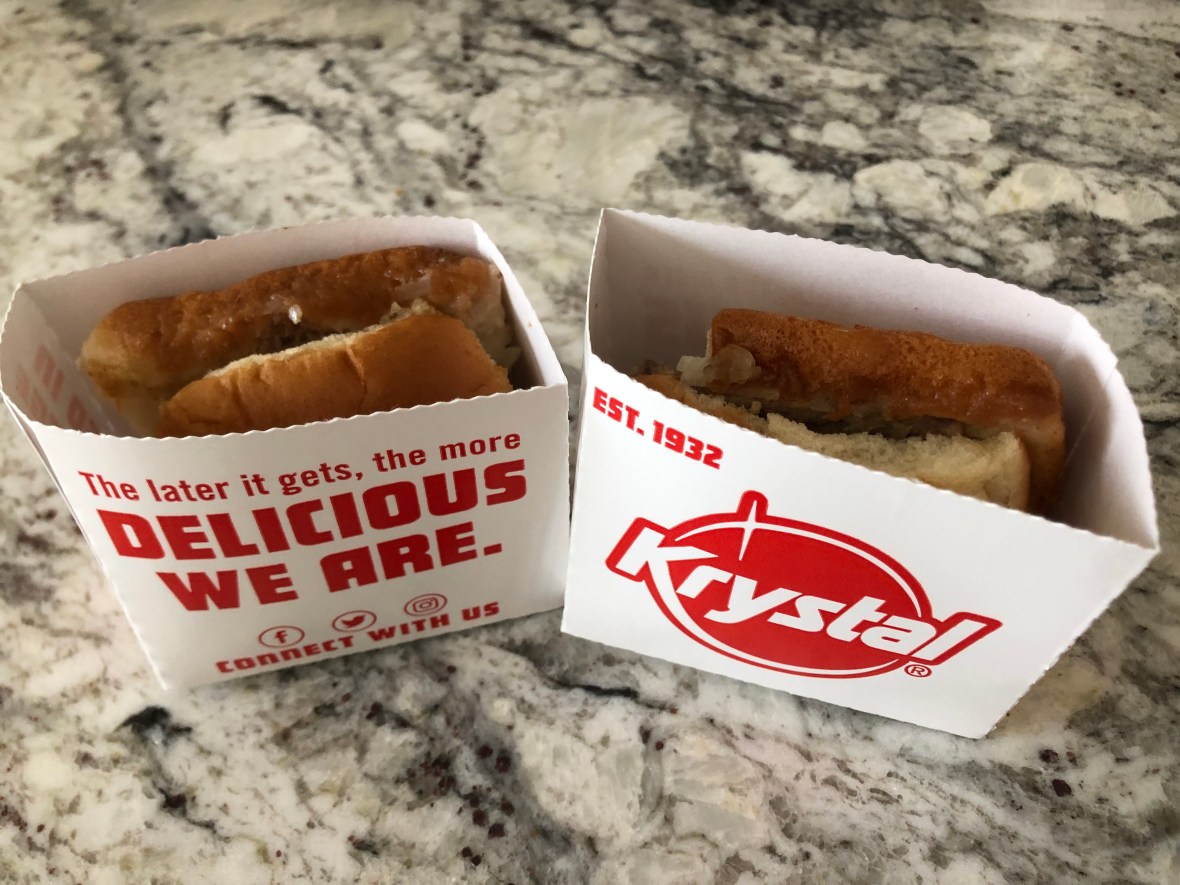 The later it gets, the more
DELICIOUS
WE ARE.
CONNECT WITH US
EST. 1932
Krystal®